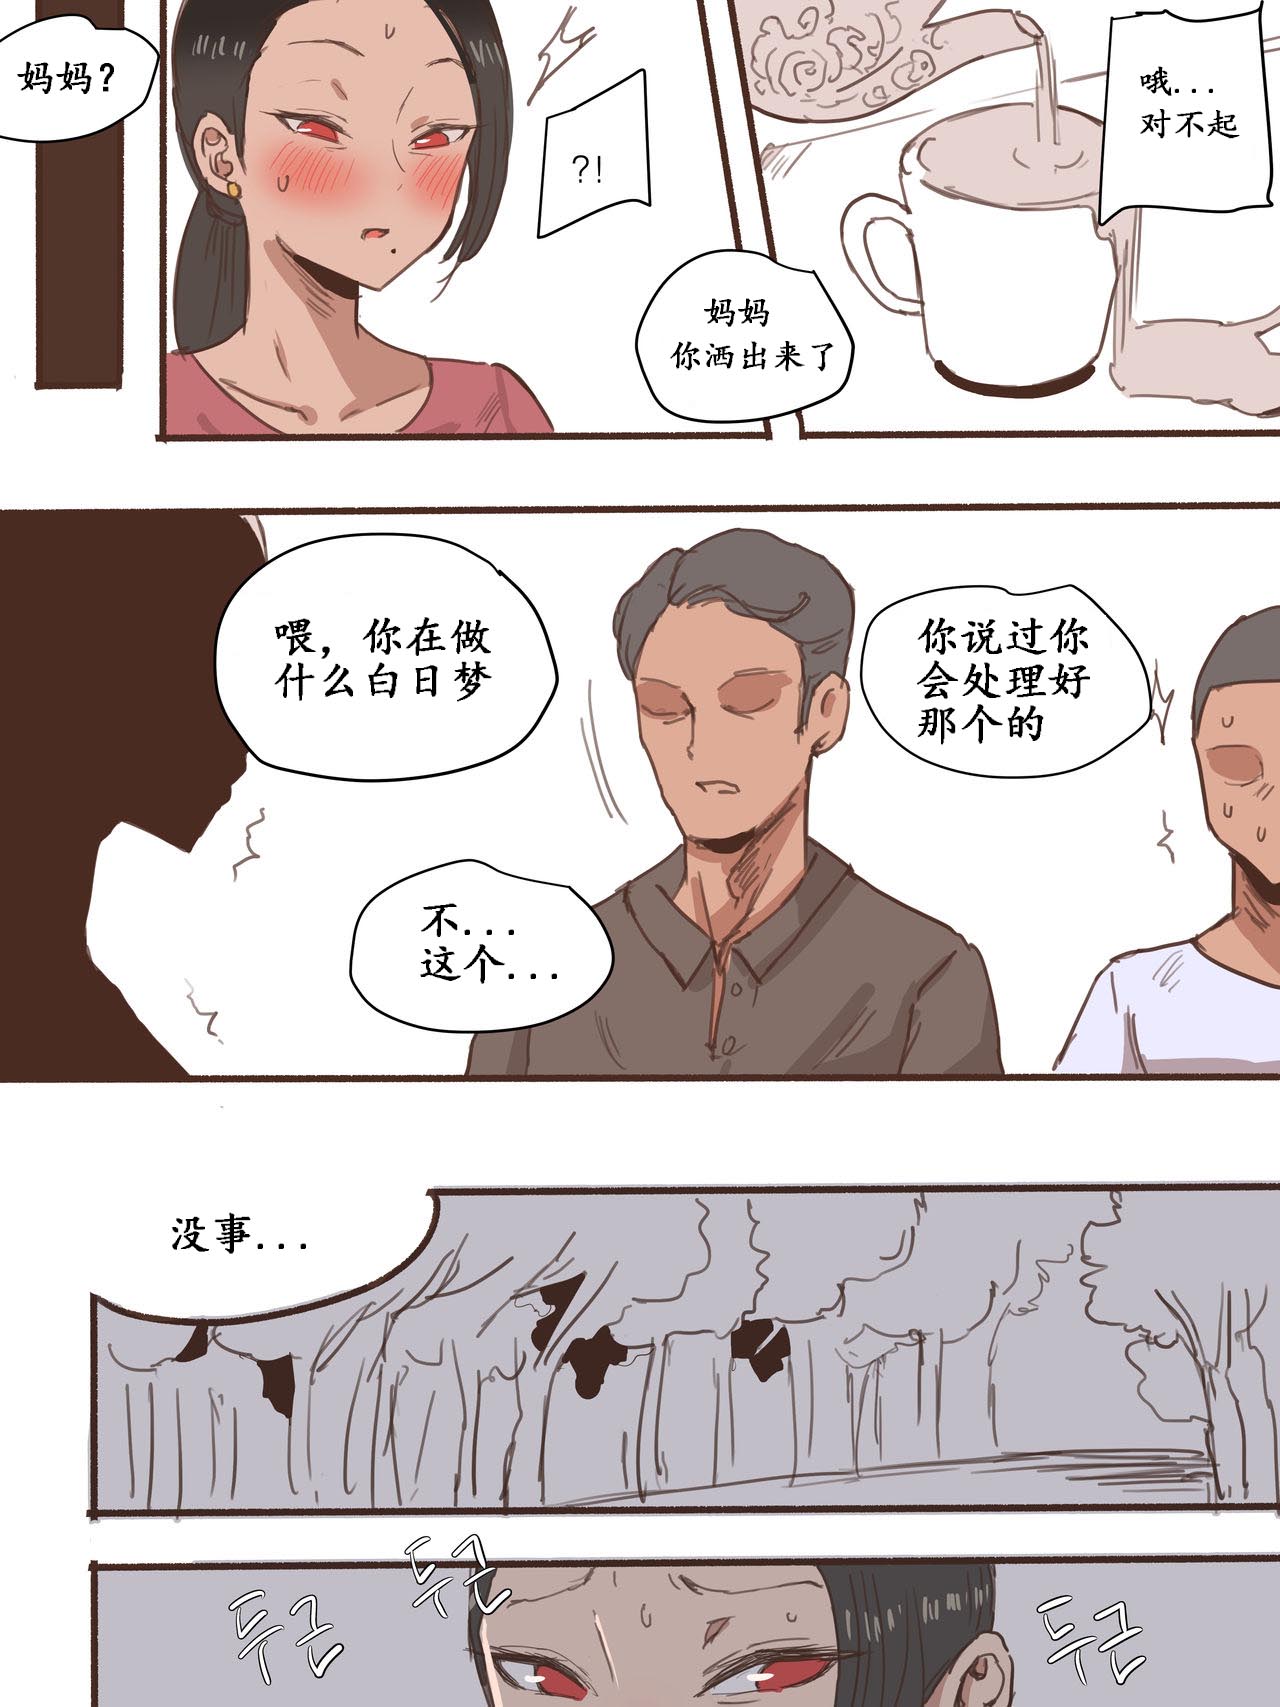 妈妈？
?!
哦...
对不起
妈妈
你洒出来了
喂，你在做
什么白日梦
你说过你
会处理好
那个的
不...
这个...
没事...
두근
두근
두근